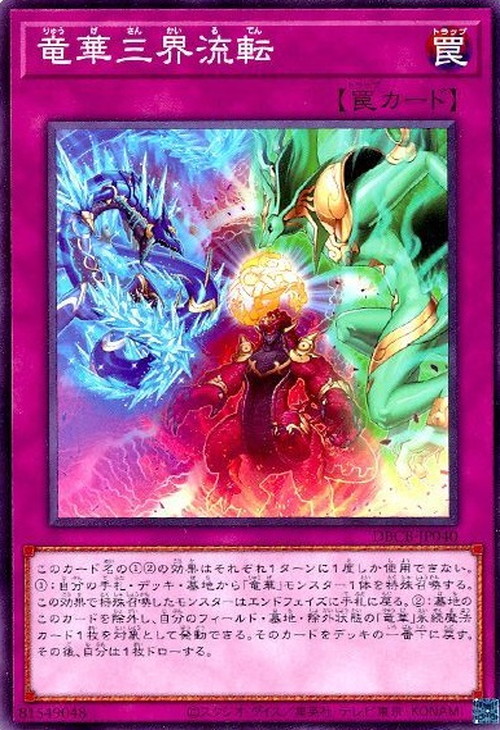 竜華三界流転
罠
【罠カード】
DBCB-JP040
このカード名の①②の効果はそれぞれ1ターンに1度しか使用できない。
①:自分の手札・デッキ・墓地から「竜華」モンスター1体を特殊召喚する。
この効果で特殊召喚したモンスターはエンドフェイズに手札に戻る。②:墓地の
このカードを除外し、自分のフィールド・墓地・除外状態の「竜華」永続魔法
カード1枚を対象として発動できる。そのカードをデッキの一番下に戻す。
その後、自分は1枚ドローする。
81549048
©スタジオ・ダイス/集英社・テレビ東京・KONAMI